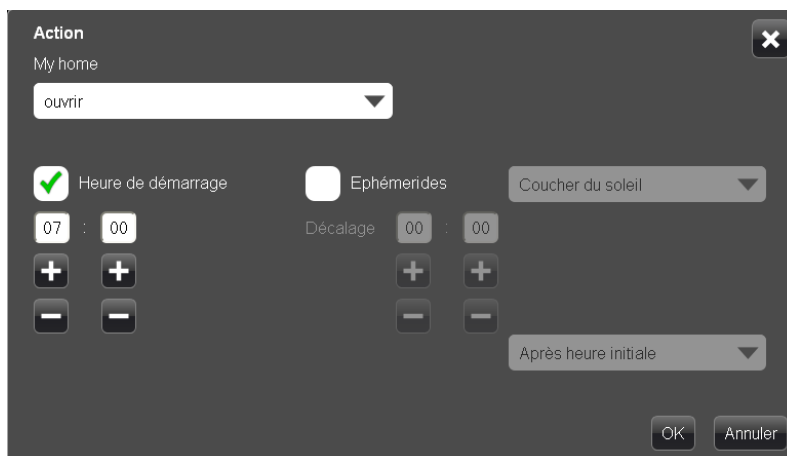 Action
My home
ouvrir
Heure de démarrage
Ephémerides
Coucher du soleil
07 : 00
Décalage 00 : 00
Après heure initiale
OK Annuler